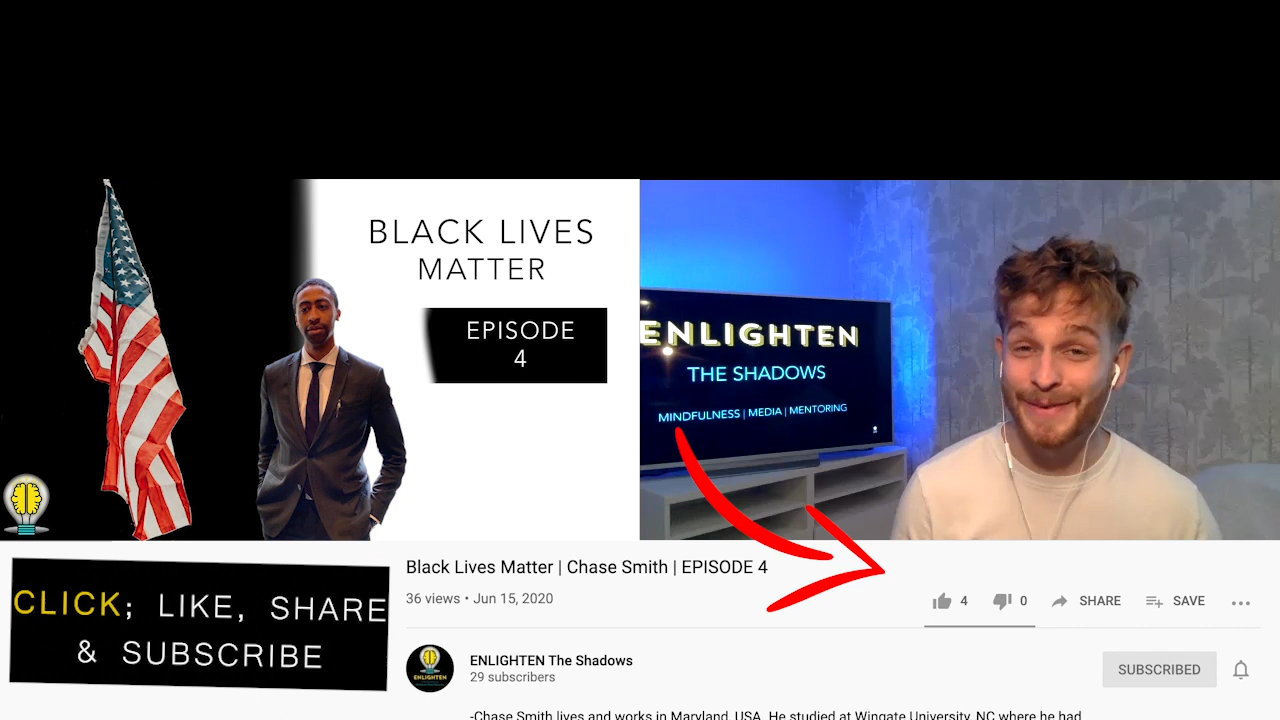 BLACK LIVES
MATTER
EPISODE
4
ENLIGHTEN
THE SHADOWS
MINDFULNESS | MEDIA | MENTORING
CLICK; LIKE, SHARE
& SUBSCRIBE
Black Lives Matter | Chase Smith | EPISODE 4
36 views • Jun 15, 2020
4
0
SHARE
SAVE
ENLIGHTEN
ENLIGHTEN The Shadows
29 subscribers
SUBSCRIBED
-Chase Smith lives and works in Maryland, USA. He studied at Wingate University, NC where he had